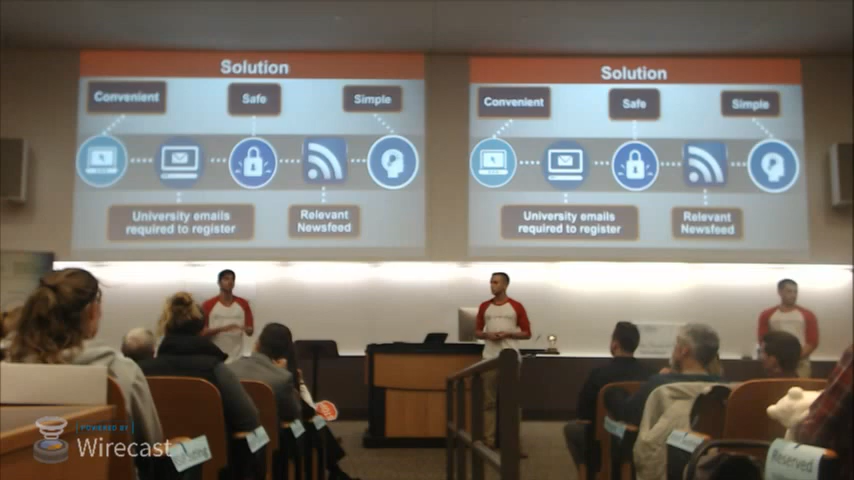 Solution
Convenient
Safe
Simple
University emails
required to register
Relevant
Newsfeed
Solution
Convenient
Safe
Simple
University emails
required to register
Relevant
Newsfeed
POWERED BY
Wirecast
Reserved